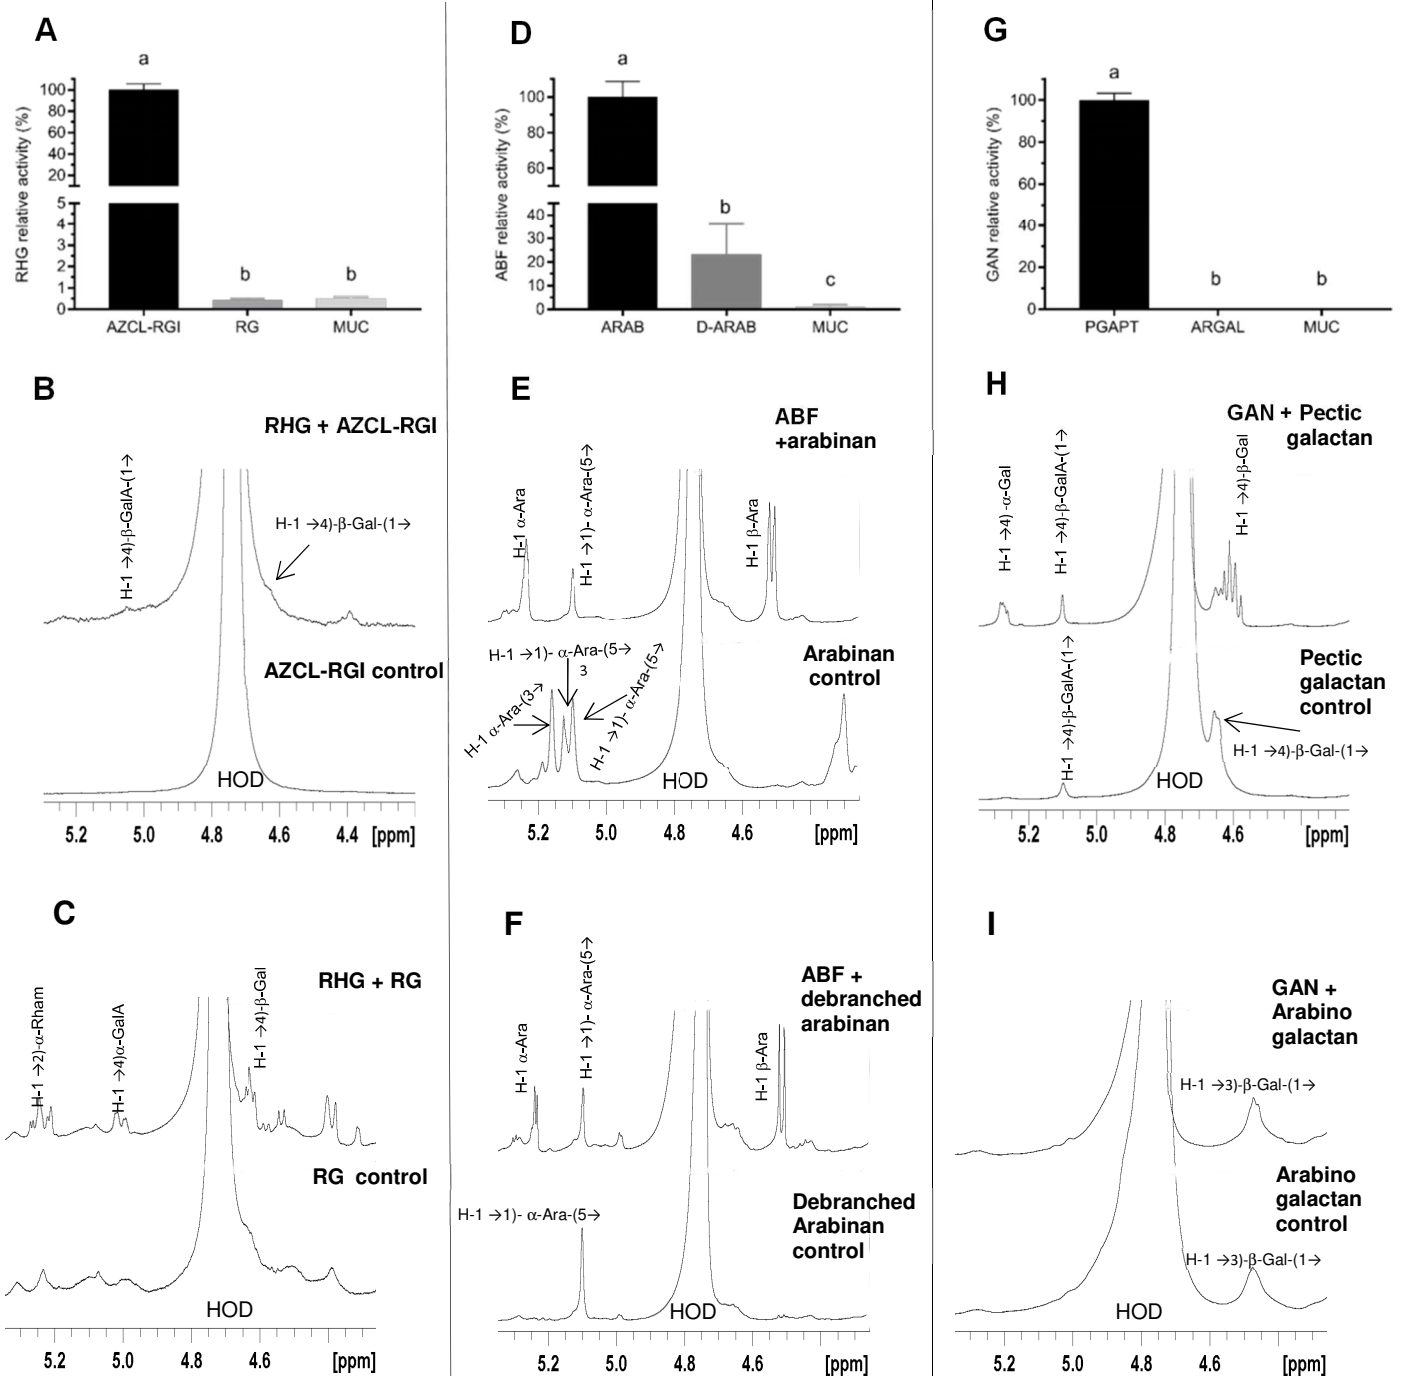 A
a
RHG relative activity (%)
100
80
60
40
20
5
4
3
2
1
0
b
b
AZCL-RGI
RG
MUC
B
RHG + AZCL-RGI
H-1 →4)-β-GalA-(1→
H-1 →4)-β-Gal-(1→
AZCL-RGI control
HOD
5.2
5.0
4.8
4.6
4.4
[ppm]
C
RHG + RG
H-1 →2)-α-Rham
H-1 →4)α-GalA
H-1 →4)-β-Gal
RG control
HOD
5.2
5.0
4.8
4.6
[ppm]
D
a
ABF relative activity (%)
100
80
60
40
30
20
10
0
b
c
ARAB
D-ARAB
MUC
E
ABF
+arabinan
H-1 α-Ara
H-1 →1)- α-Ara-(5→
H-1 β-Ara
H-1 →1)- α-Ara-(5→
3
H-1 α-Ara-(3→
H-1 →1)- α-Ara-(5→
Arabinan
control
HOD
5.2
5.0
4.8
4.6
[ppm]
F
ABF +
debranched
arabinan
H-1 α-Ara
H-1 →1)- α-Ara-(5→
H-1 β-Ara
H-1 →1)- α-Ara-(5→
Debranched
Arabinan
control
HOD
5.2
5.0
4.8
4.6
[ppm]
G
a
GAN relative activity (%)
100
80
60
40
20
0
b
b
PGAPT
ARGAL
MUC
H
GAN + Pectic
galactan
H-1 →4) -α-Gal
H-1 →4)-β-GalA-(1→
H-1 →4)-β-Gal
Pectic
galactan
control
H-1 →4)-β-GalA-(1→
H-1 →4)-β-Gal-(1→
HOD
5.2
5.0
4.8
4.6
[ppm]
I
GAN +
Arabino
galactan
H-1 →3)-β-Gal-(1→
Arabino
galactan
control
H-1 →3)-β-Gal-(1→
HOD
5.2
5.0
4.8
4.6
[ppm]